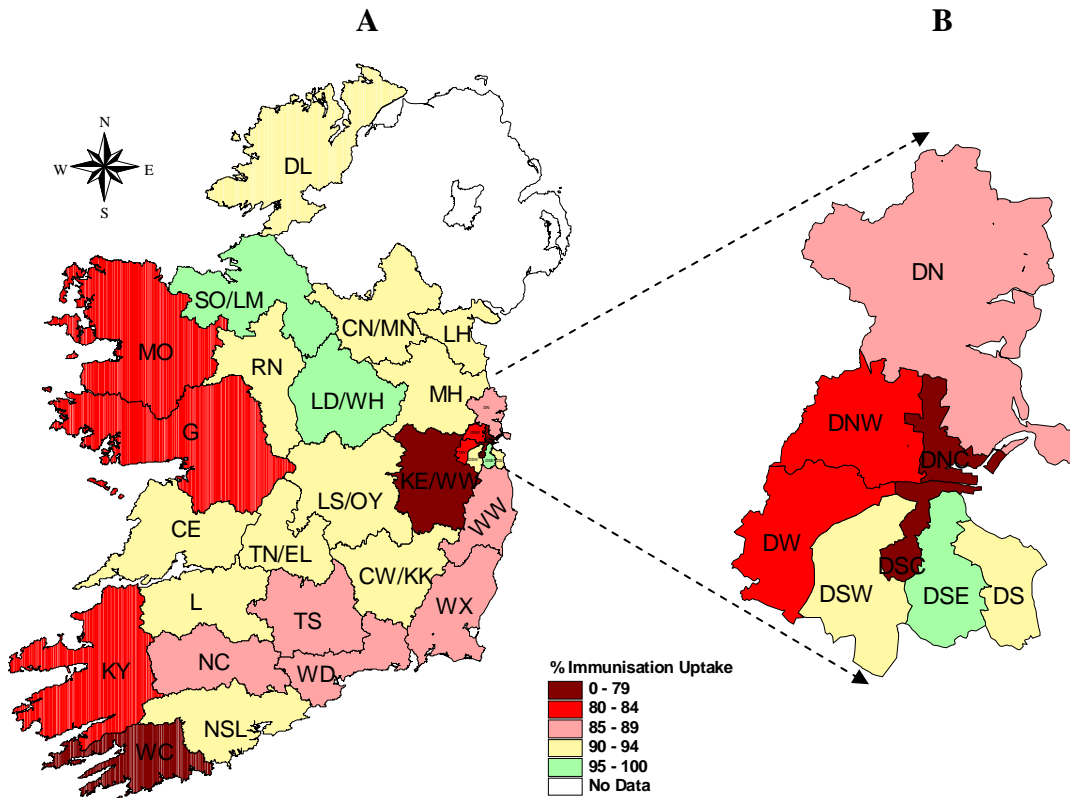 A
B
N
W E
S
DL
SO/LM
CN/MN
LH
MO
RN
MH
LD/WH
G
KE/WW
LS/OY
WW
CE
TN/EL
CW/KK
L
WX
TS
NC
KY
WD
NSL
WC
DN
DNW
DNC
DW
DSC
DSW
DSE
DS
% Immunisation Uptake
0 - 79
80 - 84
85 - 89
90 - 94
95 - 100
No Data